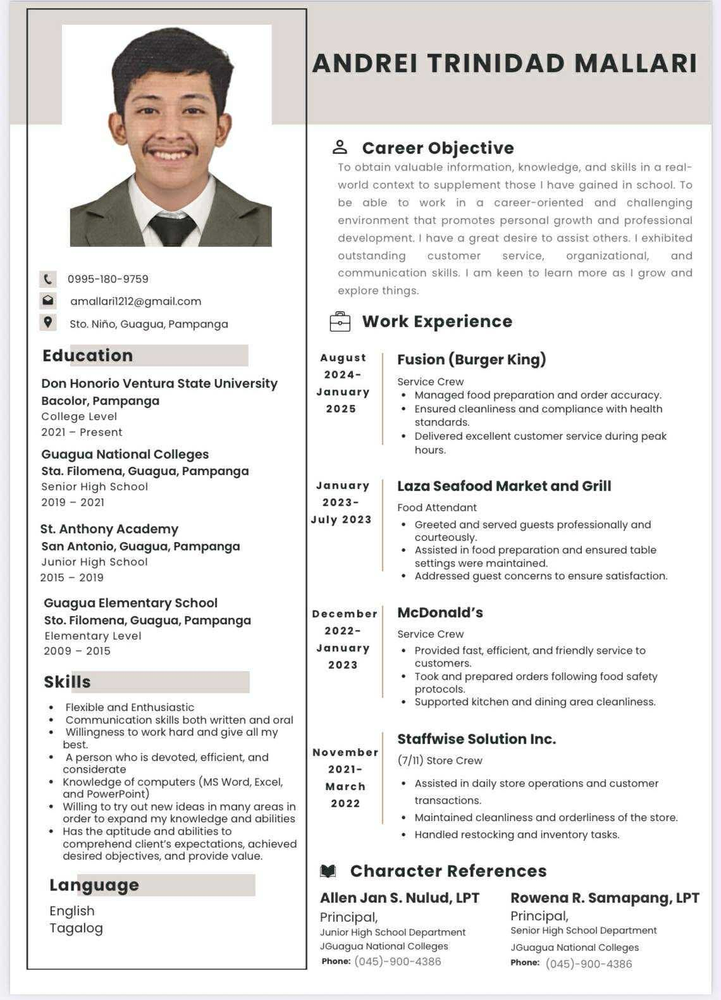 ANDREI TRINIDAD MALLARI
0995-180-9759
amallari1212@gmail.com
Sto. Niño, Guagua, Pampanga
Education
Don Honorio Ventura State University
Bacolor, Pampanga
College Level
2021 – Present
Guagua National Colleges
Sta. Filomena, Guagua, Pampanga
Senior High School
2019 – 2021
St. Anthony Academy
San Antonio, Guagua, Pampanga
Junior High School
2015 – 2019
Guagua Elementary School
Sto. Filomena, Guagua, Pampanga
Elementary Level
2009 – 2015
Skills
• Flexible and Enthusiastic
• Communication skills both written and oral
• Willingness to work hard and give all my
best.
• A person who is devoted, efficient, and
considerate
• Knowledge of computers (MS Word, Excel,
and PowerPoint)
• Willing to try out new ideas in many areas in
order to expand my knowledge and abilities
• Has the aptitude and abilities to
comprehend client's expectations, achieved
desired objectives, and provide value.
Language
English
Tagalog
Career Objective
To obtain valuable information, knowledge, and skills in a real-
world context to supplement those I have gained in school. To
be able to work in a career-oriented and challenging
environment that promotes personal growth and professional
development. I have a great desire to assist others. I exhibited
outstanding customer service, organizational, and
communication skills. I am keen to learn more as I grow and
explore things.
Work Experience
August
2024-
January
2025
Fusion (Burger King)
Service Crew
• Managed food preparation and order accuracy.
• Ensured cleanliness and compliance with health
standards.
• Delivered excellent customer service during peak
hours.
January
2023-
July 2023
Laza Seafood Market and Grill
Food Attendant
• Greeted and served guests professionally and
courteously.
• Assisted in food preparation and ensured table
settings were maintained.
• Addressed guest concerns to ensure satisfaction.
December
2022-
January
2023
McDonald's
Service Crew
• Provided fast, efficient, and friendly service to
customers.
• Took and prepared orders following food safety
protocols.
• Supported kitchen and dining area cleanliness.
November
2021-
March
2022
Staffwise Solution Inc.
(7/11) Store Crew
• Assisted in daily store operations and customer
transactions.
• Maintained cleanliness and orderliness of the store.
• Handled restocking and inventory tasks.
Character References
Allen Jan S. Nulud, LPT
Principal,
Junior High School Department
JGuagua National Colleges
Phone: (045)-900-4386
Rowena R. Samapang, LPT
Principal,
Senior High School Department
JGuagua National Colleges
Phone: (045)-900-4386